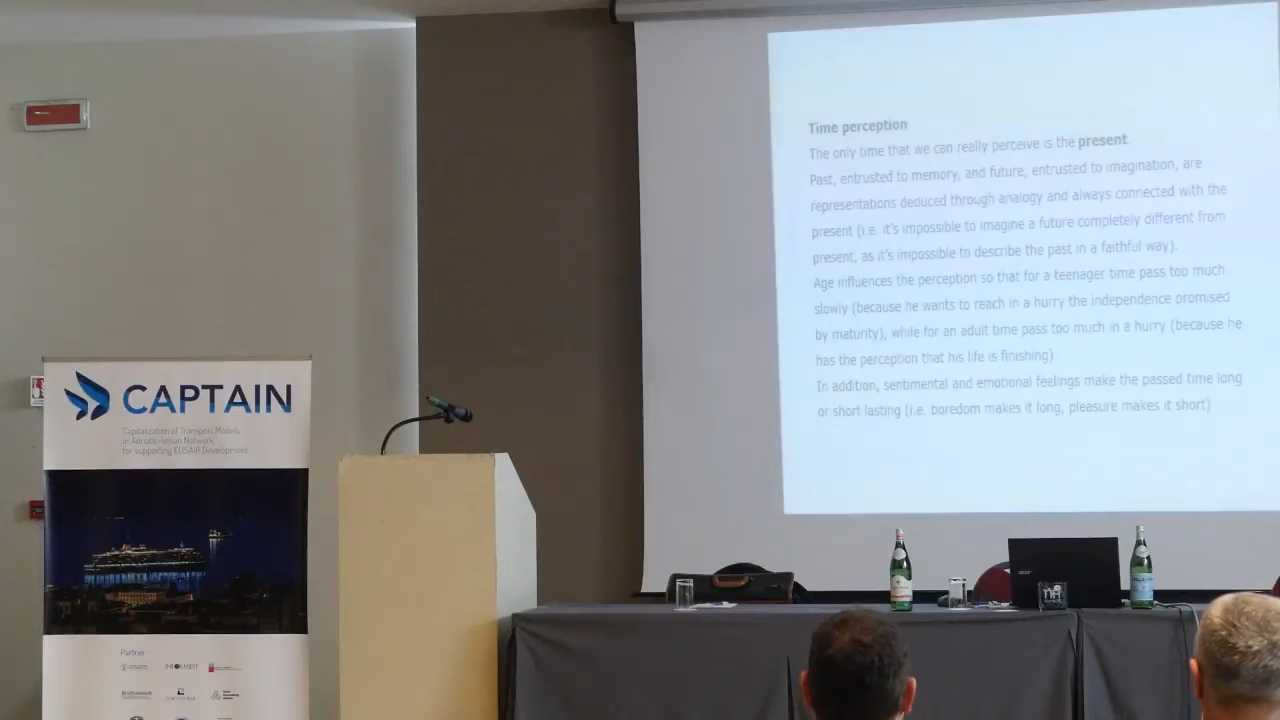 Time perception
The only time that we can really perceive is the present
Past, entrusted to memory, and future, entrusted to imagination, are
representations deduced through analogy and always connected with the
present (i.e. it's impossible to imagine a future completely different from
present, as it's impossible to describe the past in a faithful way).
Age influences the perception so that for a teenager time pass too much
slowly (because he wants to reach in a hurry the independence promised
by maturity), while for an adult time pass too much in a hurry (because he
has the perception that his life is finishing).
In addition, sentimental and emotional feelings make the passed time long
or short lasting (i.e. boredom makes it long, pleasure makes it short)
CAPTAIN
Capitalization of Transport Models
in Adriatic-Ionian Network
for supporting EUSAIR Development
Partner